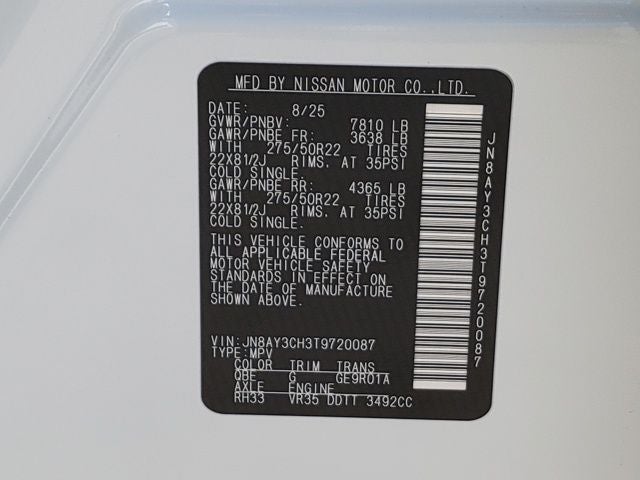 MFD BY NISSAN MOTOR CO.,LTD.
DATE: 8/25
GVWR/PNBV: 7810 LB
GAWR/PNBE FR: 3638 LB
WITH 275/50R22 TIRES
22X81/2J RIMS. AT 35PSI
COLD SINGLE.
GAWR/PNBE RR: 4365 LB
WITH 275/50R22 TIRES
22X81/2J RIMS. AT 35PSI
COLD SINGLE.
THIS VEHICLE CONFORMS TO
ALL APPLICABLE FEDERAL
MOTOR VEHICLE SAFETY
STANDARDS IN EFFECT ON
THE DATE OF MANUFACTURE
SHOWN ABOVE.
VIN:JN8AY3CH3T9720087
TYPE:MPV
COLOR TRIM TRANS
QBE G GE9R01A
AXLE ENGINE
RH33 VR35 DDTT 3492CC
JN8AY3CH3T9720087